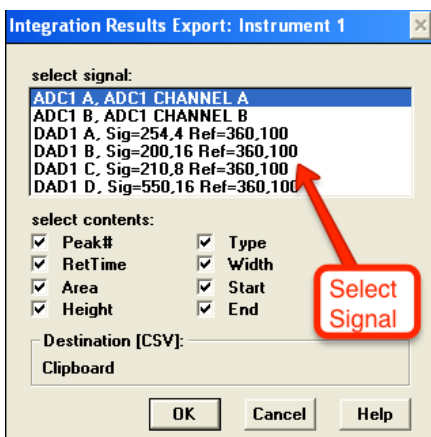 Integration Results Export: Instrument 1
select signal:
ADC1 A, ADC1 CHANNEL A
ADC1 B, ADC1 CHANNEL B
DAD1 A, Sig=254,4 Ref=360,100
DAD1 B, Sig=200,16 Ref=360,100
DAD1 C, Sig=210,8 Ref=360,100
DAD1 D, Sig=550,16 Ref=360,100
select contents:
Peak# Type
RetTime Width
Area Start
Height End
Select
Signal
Destination [CSV]:
Clipboard
OK Cancel Help